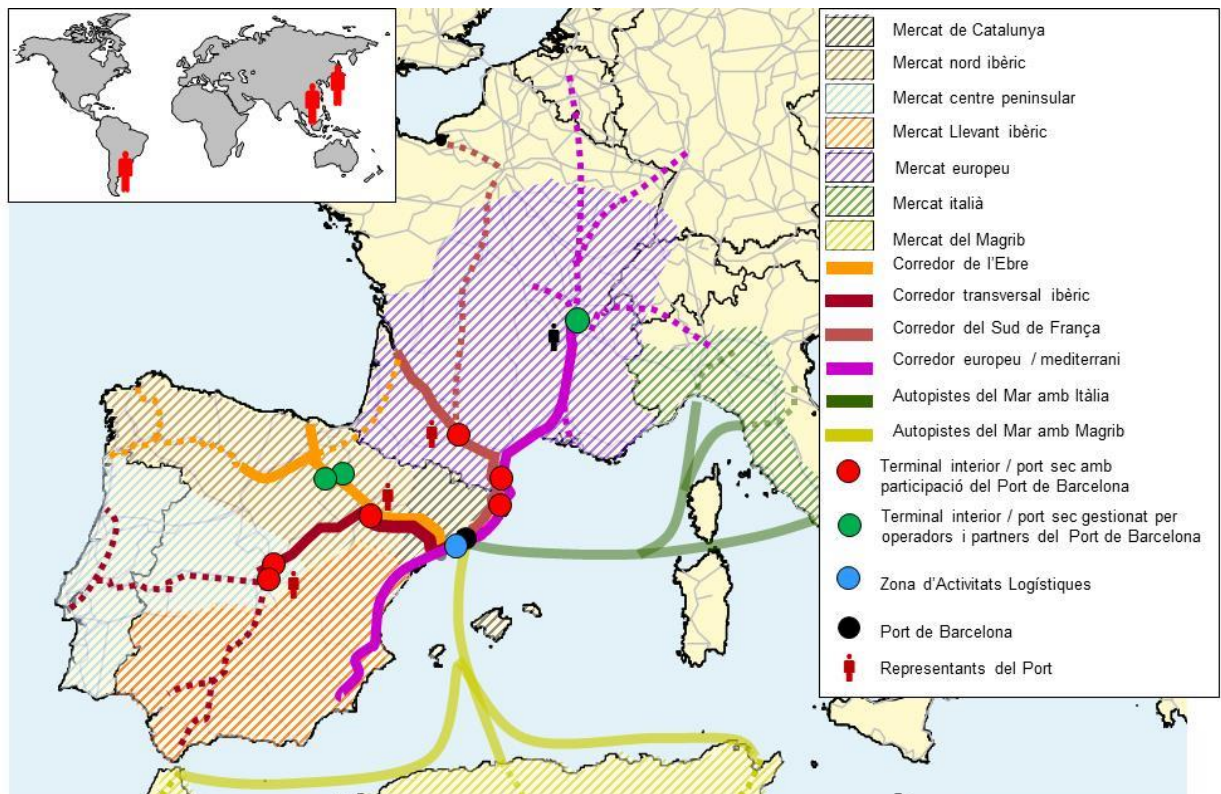 Mercat de Catalunya
Mercat nord ibèric
Mercat centre peninsular
Mercat Llevant ibèric
Mercat europeu
Mercat italià
Mercat del Magrib
Corredor de l'Ebre
Corredor transversal ibèric
Corredor del Sud de França
Corredor europeu / mediterrani
Autopistes del Mar amb Itàlia
Autopistes del Mar amb Magrib
Terminal interior / port sec amb
participació del Port de Barcelona
Terminal interior / port sec gestionat per
operadors i partners del Port de Barcelona
Zona d'Activitats Logístiques
Port de Barcelona
Representants del Port